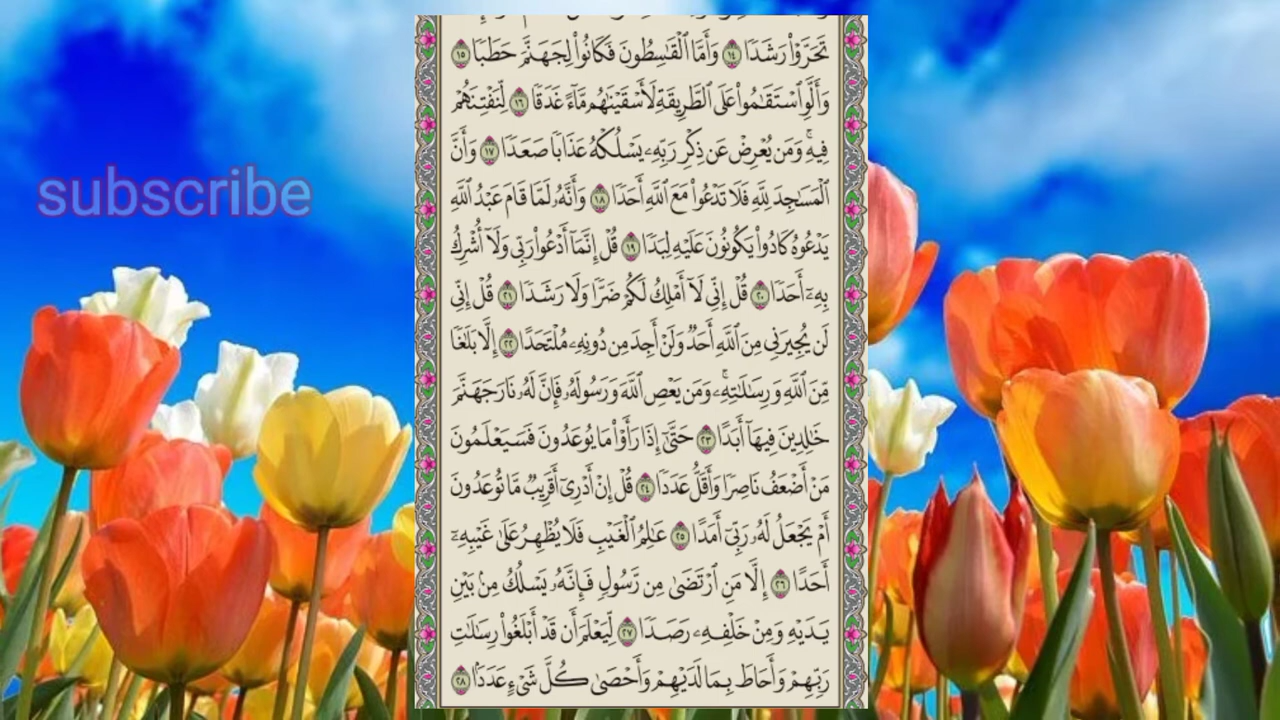 subscribe
تَحَرَّوْا۟ رَشَدًا ١٤ وَأَمَّا ٱلْقَـٰسِطُونَ فَكَانُوا۟ لِجَهَنَّمَ حَطَبًا ١٥
وَأَلَّوِ ٱسْتَقَـٰمُوا۟ عَلَى ٱلطَّرِيقَةِ لَأَسْقَيْنَـٰهُم مَّآءً غَدَقًا ١٦ لِّنَفْتِنَهُمْ
فِيهِ ۚ وَمَن يُعْرِضْ عَن ذِكْرِ رَبِّهِۦ يَسْلُكْهُ عَذَابًا صَعَدًا ١٧ وَأَنَّ
ٱلْمَسَـٰجِدَ لِلَّهِ فَلَا تَدْعُوا۟ مَعَ ٱللَّهِ أَحَدًا ١٨ وَأَنَّهُۥ لَمَّا قَامَ عَبْدُ ٱللَّهِ
يَدْعُوهُ كَادُوا۟ يَكُونُونَ عَلَيْهِ لِبَدًا ١٩ قُلْ إِنَّمَآ أَدْعُوا۟ رَبِّى وَلَآ أُشْرِكُ
بِهِۦٓ أَحَدًا ٢٠ قُلْ إِنِّى لَآ أَمْلِكُ لَكُمْ ضَرًّا وَلَا رَشَدًا ٢١ قُلْ إِنِّى
لَن يُجِيرَنِى مِنَ ٱللَّهِ أَحَدٌ وَلَنْ أَجِدَ مِن دُونِهِۦ مُلْتَحَدًا ٢٢ إِلَّا بَلَـٰغًا
مِّنَ ٱللَّهِ وَرِسَـٰلَـٰتِهِۦ ۚ وَمَن يَعْصِ ٱللَّهَ وَرَسُولَهُۥ فَإِنَّ لَهُۥ نَارَ جَهَنَّمَ
خَـٰلِدِينَ فِيهَآ أَبَدًا ٢٣ حَتَّىٰٓ إِذَا رَأَوْا۟ مَا يُوعَدُونَ فَسَيَعْلَمُونَ
مَنْ أَضْعَفُ نَاصِرًا وَأَقَلُّ عَدَدًا ٢٤ قُلْ إِنْ أَدْرِىٓ أَقَرِيبٌ مَّا تُوعَدُونَ
أَمْ يَجْعَلُ لَهُۥ رَبِّىٓ أَمَدًا ٢٥ عَـٰلِمُ ٱلْغَيْبِ فَلَا يُظْهِرُ عَلَىٰ غَيْبِهِۦٓ
أَحَدًا ٢٦ إِلَّا مَنِ ٱرْتَضَىٰ مِن رَّسُولٍ فَإِنَّهُۥ يَسْلُكُ مِنۢ بَيْنِ
يَدَيْهِ وَمِنْ خَلْفِهِۦ رَصَدًا ٢٧ لِّيَعْلَمَ أَن قَدْ أَبْلَغُوا۟ رِسَـٰلَـٰتِ
رَبِّهِمْ وَأَحَاطَ بِمَا لَدَيْهِمْ وَأَحْصَىٰ كُلَّ شَىْءٍ عَدَدًا ٢٨